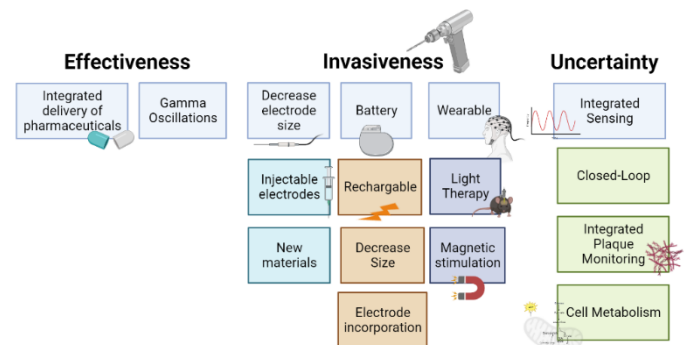 Effectiveness
Invasiveness
Uncertainty
Integrated
delivery of
pharmaceuticals
Gamma
Oscillations
Decrease
electrode
size
Battery
Wearable
Integrated
Sensing
Injectable
electrodes
Rechargable
Light
Therapy
Closed-Loop
New
materials
Decrease
Size
Magnetic
stimulation
Integrated
Plaque
Monitoring
Electrode
incorporation
Cell Metabolism